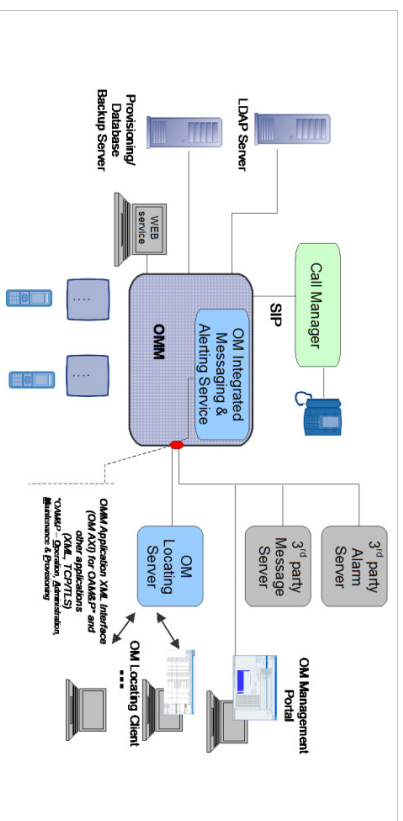 LDAP Server
Provisioning/
Database
Backup Server
WEB
service
Call Manager
SIP
OM Integrated
Messaging &
Alerting Service
OMM
3rd party
Alarm
Server
3rd party
Message
Server
OM
Locating
Server
OM Management
Portal
OM Locating Client
OMM Application XML Interface
(OM AXI) for OAM&P* and
other applications
(XML, TCP/TLS)
*OAM&P – Operation, Administration,
Maintenance & Provisioning